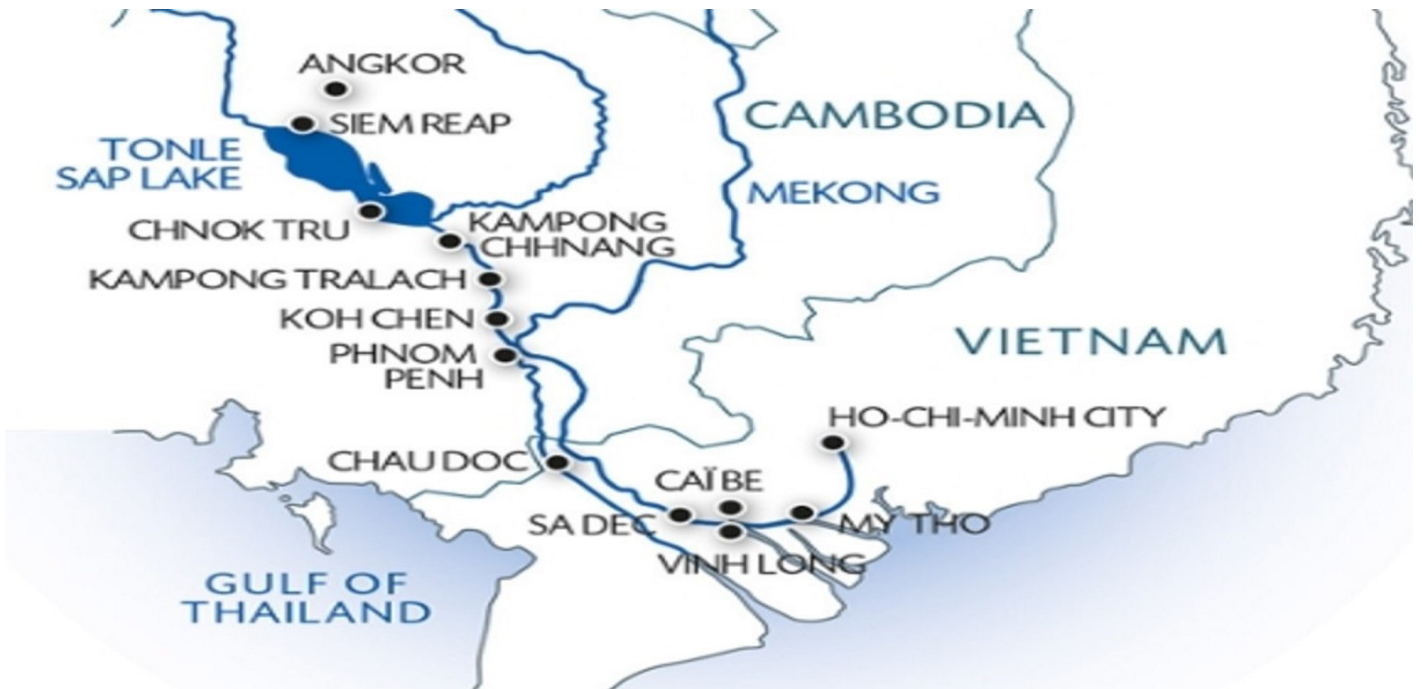 ANGKOR
SIEM REAP
TONLE
SAP LAKE
CAMBODIA
MEKONG
CHNOK TRU
KAMPONG
CHHNANG
KAMPONG TRALACH
KOH CHEN
PHNOM
PENH
VIETNAM
HO-CHI-MINH CITY
CHAU DOC
CAÏ BE
SA DEC
MY THO
VINH LONG
GULF OF
THAILAND